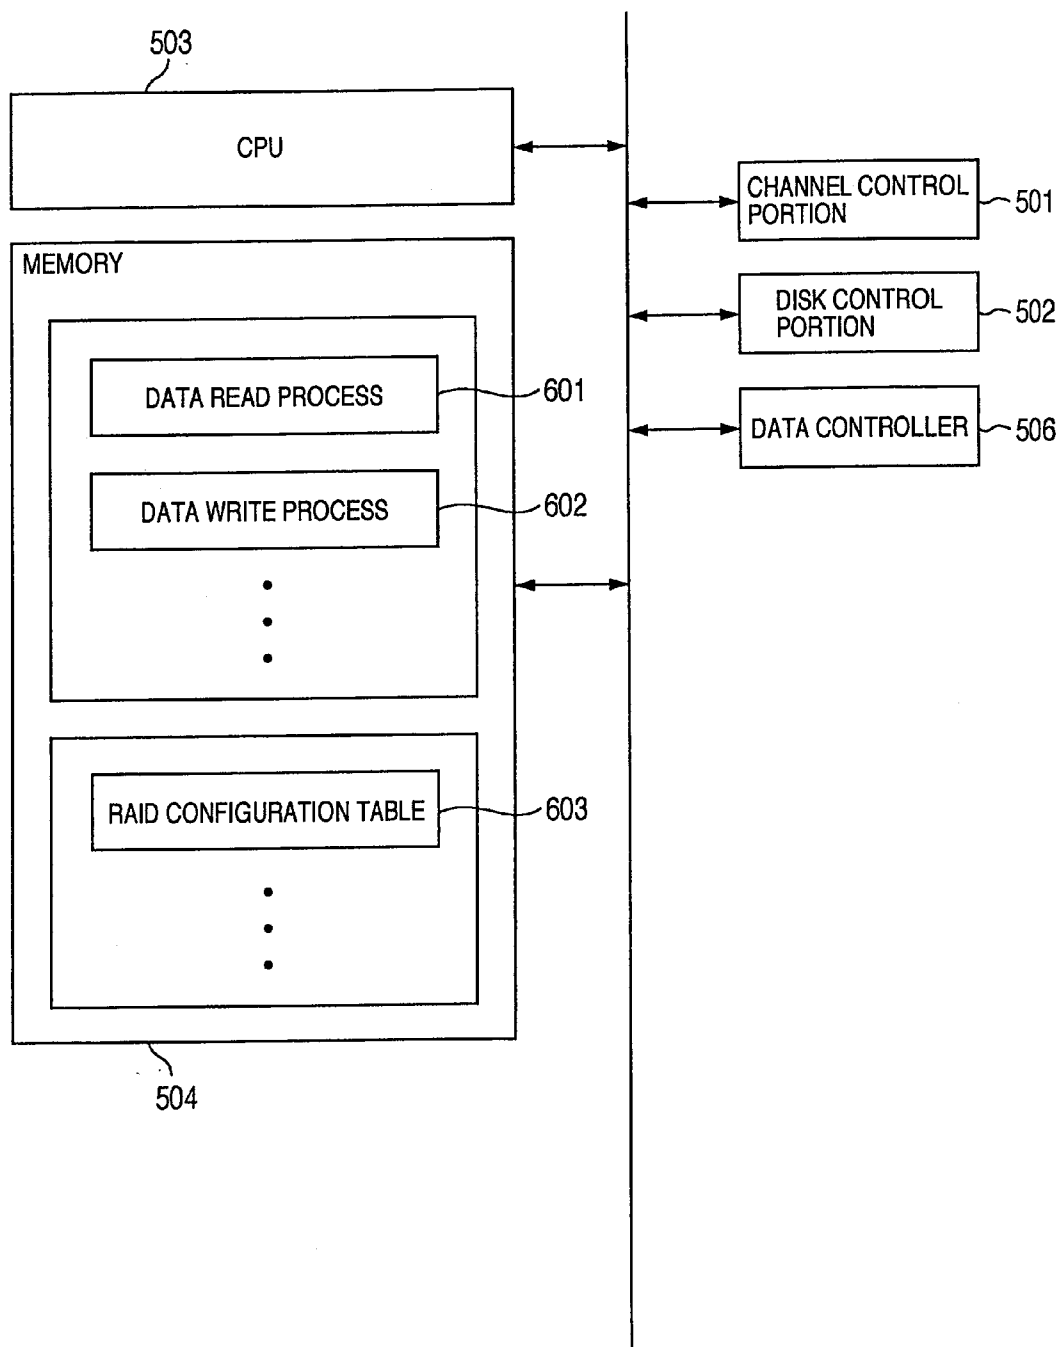 503
CPU
CHANNEL CONTROL
PORTION
501
MEMORY
DISK CONTROL
PORTION
502
DATA READ PROCESS
601
DATA CONTROLLER
506
DATA WRITE PROCESS
602
RAID CONFIGURATION TABLE
603
504